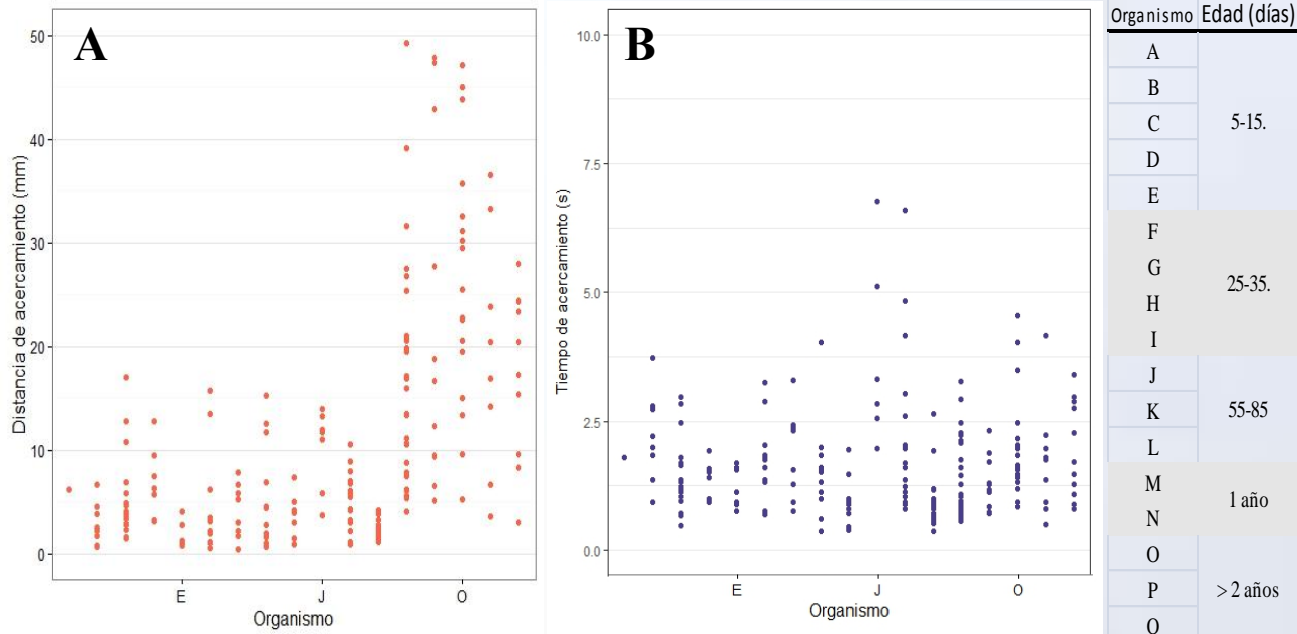 A
50
40
30
20
10
0
Distancia de acercamiento (mm)
E
J
O
Organismo
B
10.0
7.5
5.0
2.5
0.0
Tiempo de acercamiento (s)
E
J
O
Organismo
Organismo Edad (días)
A
B
C
D
E
5-15.
F
G
H
I
25-35.
J
K
L
55-85
M
N
1 año
O
P
Q
> 2 años